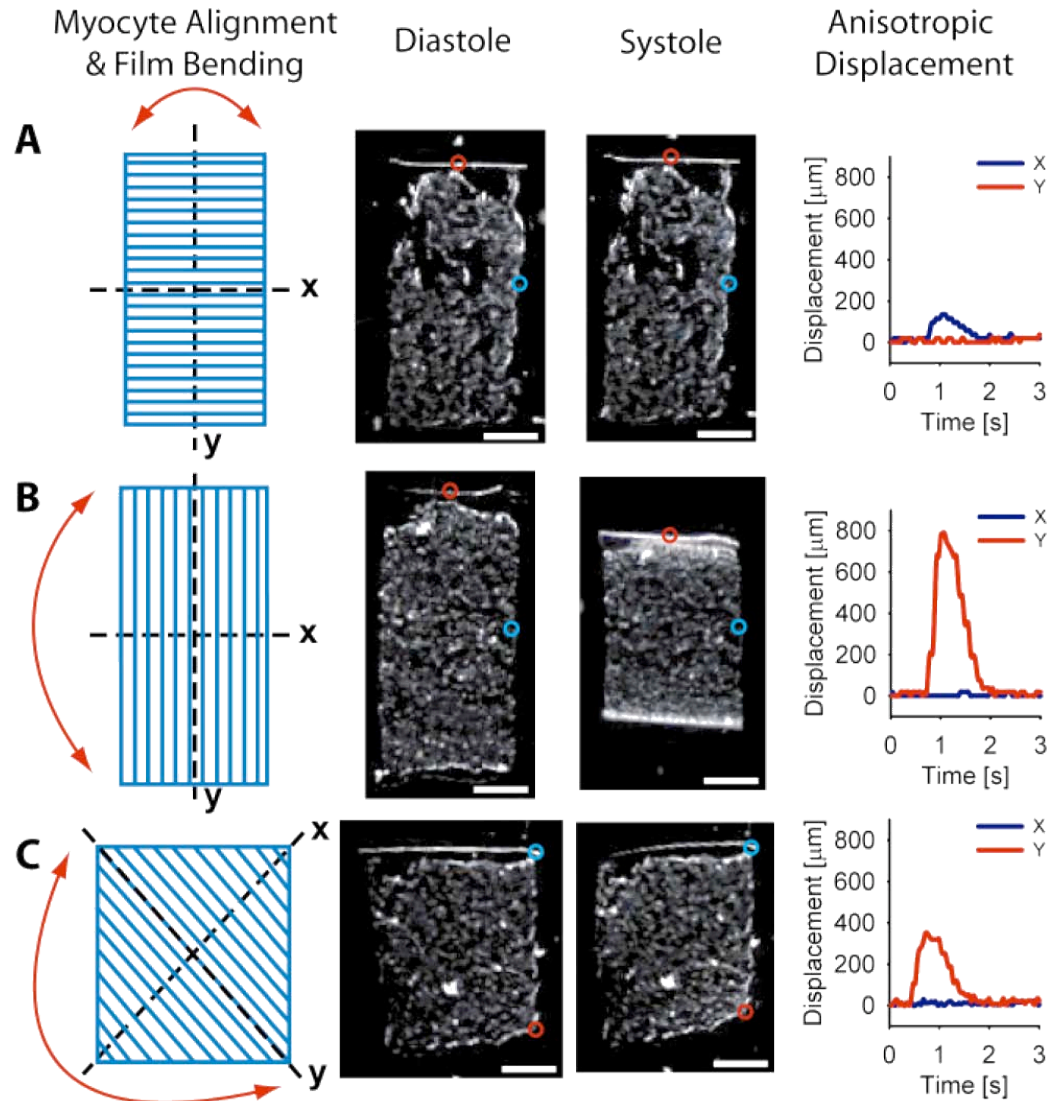 Myocyte Alignment
& Film Bending
Diastole
Systole
Anisotropic
Displacement
A
x
y
Displacement [μm]
800
600
400
200
0
X
Y
0 1 2 3
Time [s]
B
x
y
Displacement [μm]
800
600
400
200
0
X
Y
0 1 2 3
Time [s]
C
x
y
Displacement [μm]
800
600
400
200
0
X
Y
0 1 2 3
Time [s]